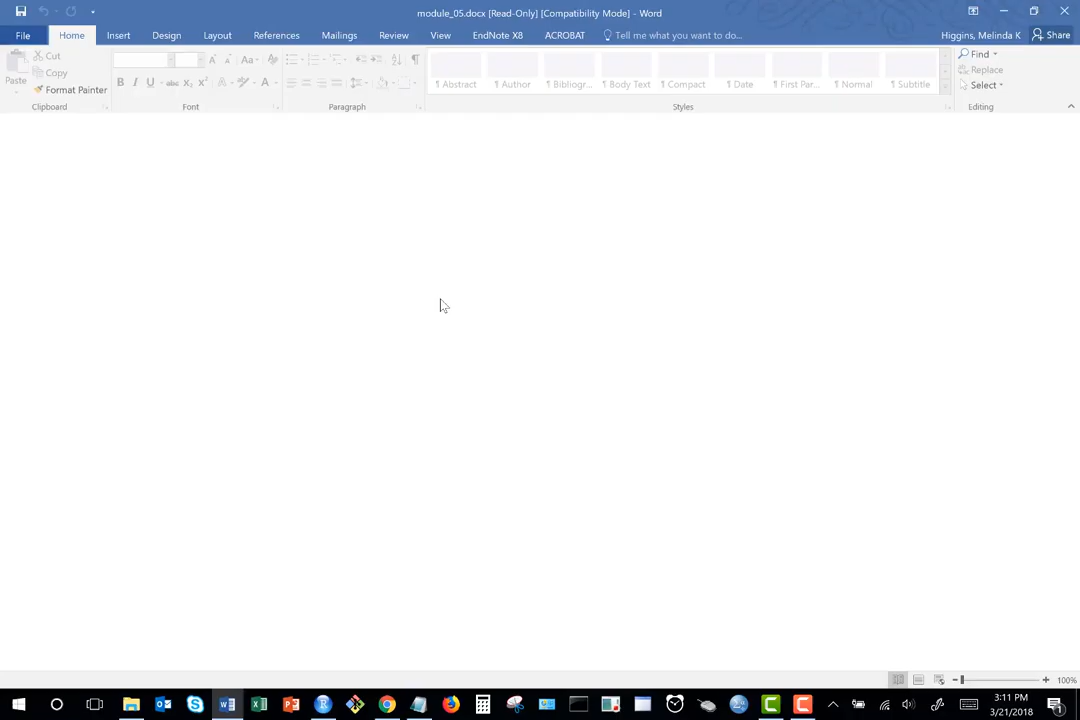 module_05.docx [Read-Only] [Compatibility Mode] - Word
File Home Insert Design Layout References Mailings Review View EndNote X8 ACROBAT Tell me what you want to do... Higgins, Melinda K Share
Paste
Cut
Copy
Format Painter
Clipboard
Font
Paragraph
¶ Abstract ¶ Author ¶ Bibliogr... ¶ Body Text ¶ Compact ¶ Date ¶ First Par... ¶ Normal ¶ Subtitle
Styles
Find
Replace
Select
Editing
100%
3:11 PM
3/21/2018